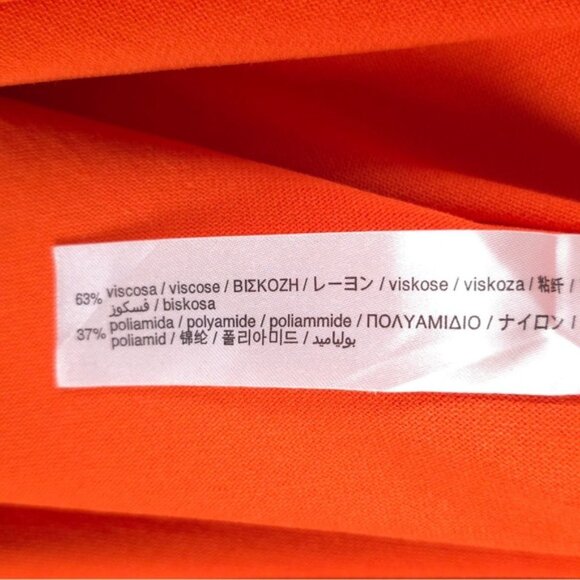 63% viscosa / viscose / ΒΙΣΚΟΖΗ / レーヨン / viskose / viskoza / 粘纤 /
فسكوز / biskosa
37% poliamida / polyamide / poliammide / ΠΟΛΥΑΜΙΔΙΟ / ナイロン /
poliamid / 锦纶 / 폴리아미드 / بولياميد